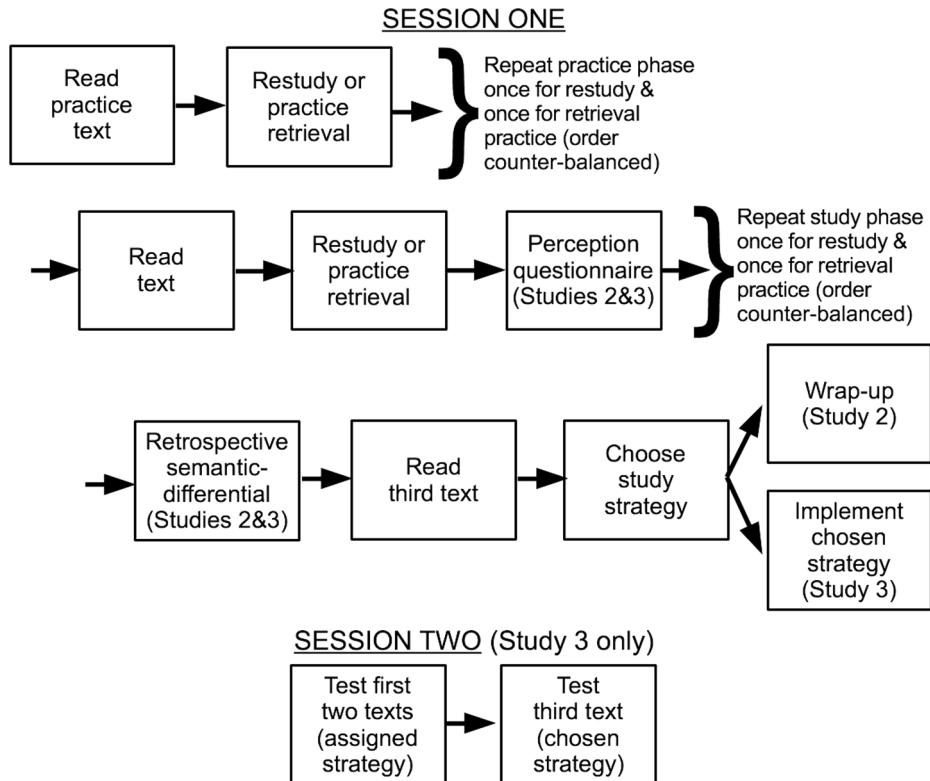 SESSION ONE
Read
practice
text
Restudy or
practice
retrieval
Repeat practice phase
once for restudy &
once for retrieval
practice (order
counter-balanced)
Read
text
Restudy or
practice
retrieval
Perception
questionnaire
(Studies 2&3)
Repeat study phase
once for restudy &
once for retrieval
practice (order
counter-balanced)
Retrospective
semantic-
differential
(Studies 2&3)
Read
third text
Choose
study
strategy
Wrap-up
(Study 2)
Implement
chosen
strategy
(Study 3)
SESSION TWO (Study 3 only)
Test first
two texts
(assigned
strategy)
Test
third text
(chosen
strategy)